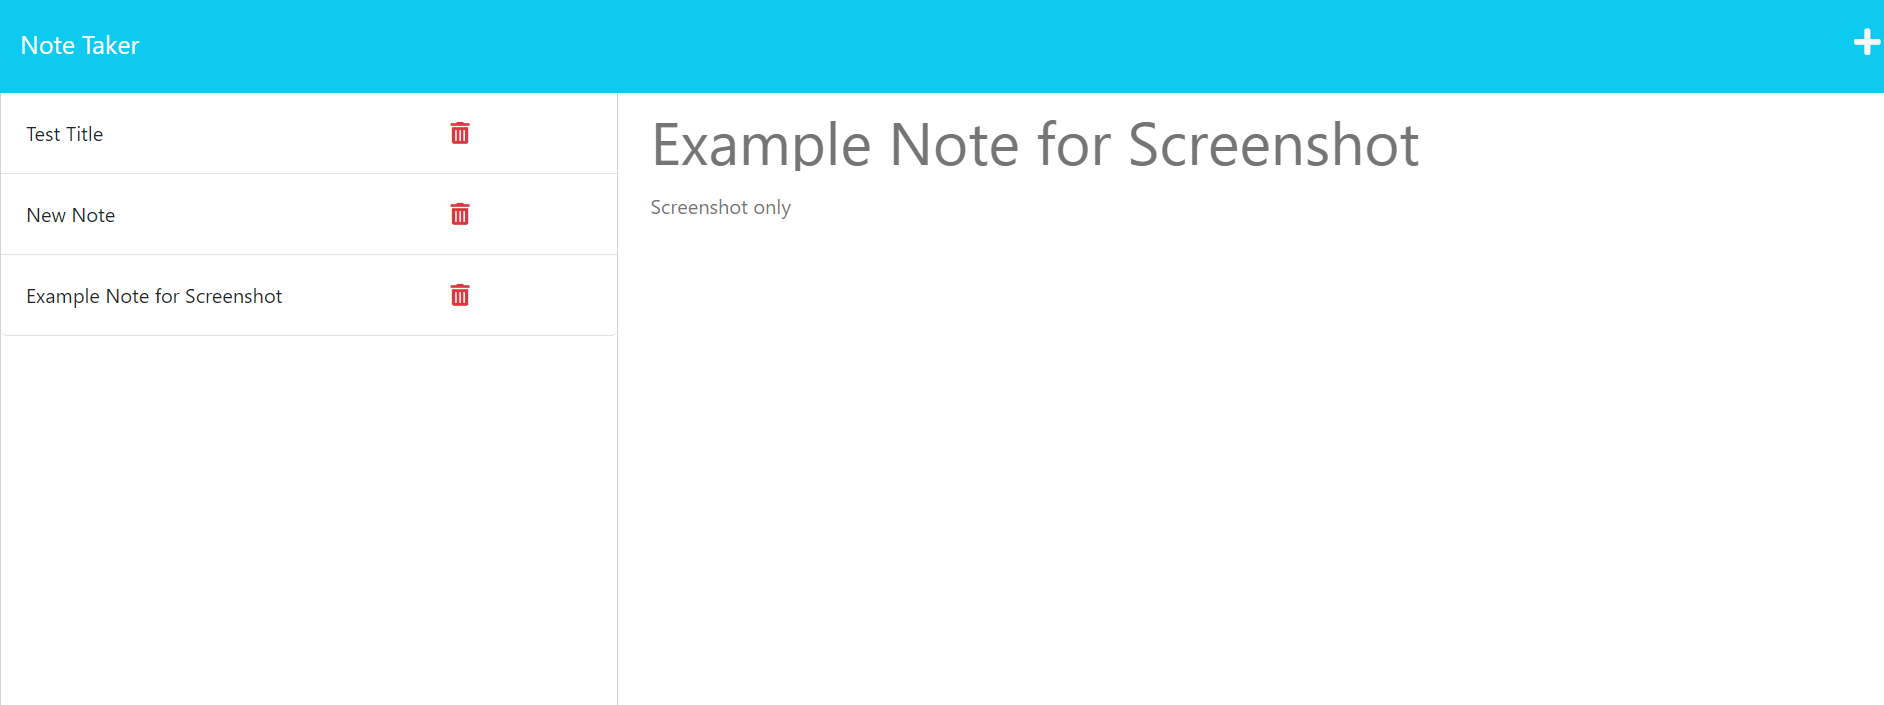 Note Taker
Test Title
New Note
Example Note for Screenshot
Example Note for Screenshot
Screenshot only